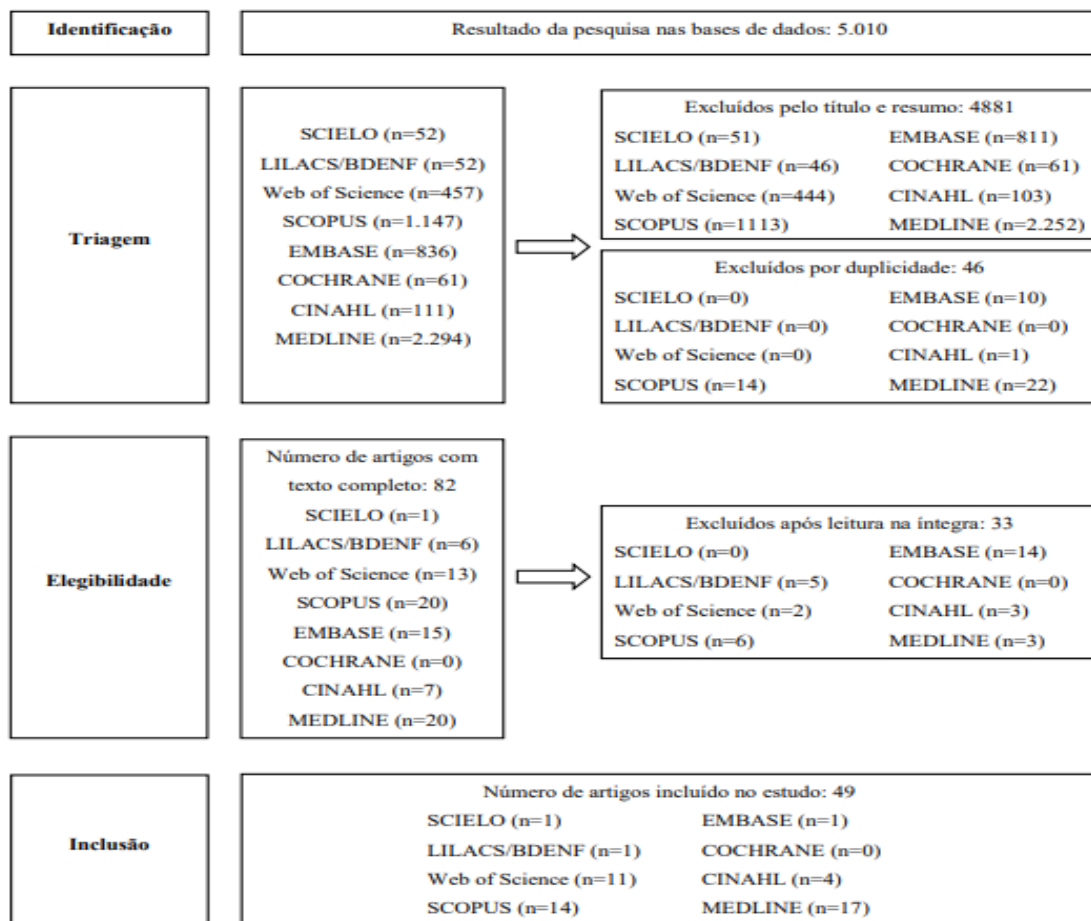 Identificação
Resultado da pesquisa nas bases de dados: 5.010
Triagem
SCIELO (n=52)
LILACS/BDENF (n=52)
Web of Science (n=457)
SCOPUS (n=1.147)
EMBASE (n=836)
COCHRANE (n=61)
CINAHL (n=111)
MEDLINE (n=2.294)
Excluídos pelo título e resumo: 4881
SCIELO (n=51) EMBASE (n=811)
LILACS/BDENF (n=46) COCHRANE (n=61)
Web of Science (n=444) CINAHL (n=103)
SCOPUS (n=1113) MEDLINE (n=2.252)
Excluídos por duplicidade: 46
SCIELO (n=0) EMBASE (n=10)
LILACS/BDENF (n=0) COCHRANE (n=0)
Web of Science (n=0) CINAHL (n=1)
SCOPUS (n=14) MEDLINE (n=22)
Elegibilidade
Número de artigos com
texto completo: 82
SCIELO (n=1)
LILACS/BDENF (n=6)
Web of Science (n=13)
SCOPUS (n=20)
EMBASE (n=15)
COCHRANE (n=0)
CINAHL (n=7)
MEDLINE (n=20)
Excluídos após leitura na íntegra: 33
SCIELO (n=0) EMBASE (n=14)
LILACS/BDENF (n=5) COCHRANE (n=0)
Web of Science (n=2) CINAHL (n=3)
SCOPUS (n=6) MEDLINE (n=3)
Inclusão
Número de artigos incluído no estudo: 49
SCIELO (n=1) EMBASE (n=1)
LILACS/BDENF (n=1) COCHRANE (n=0)
Web of Science (n=11) CINAHL (n=4)
SCOPUS (n=14) MEDLINE (n=17)